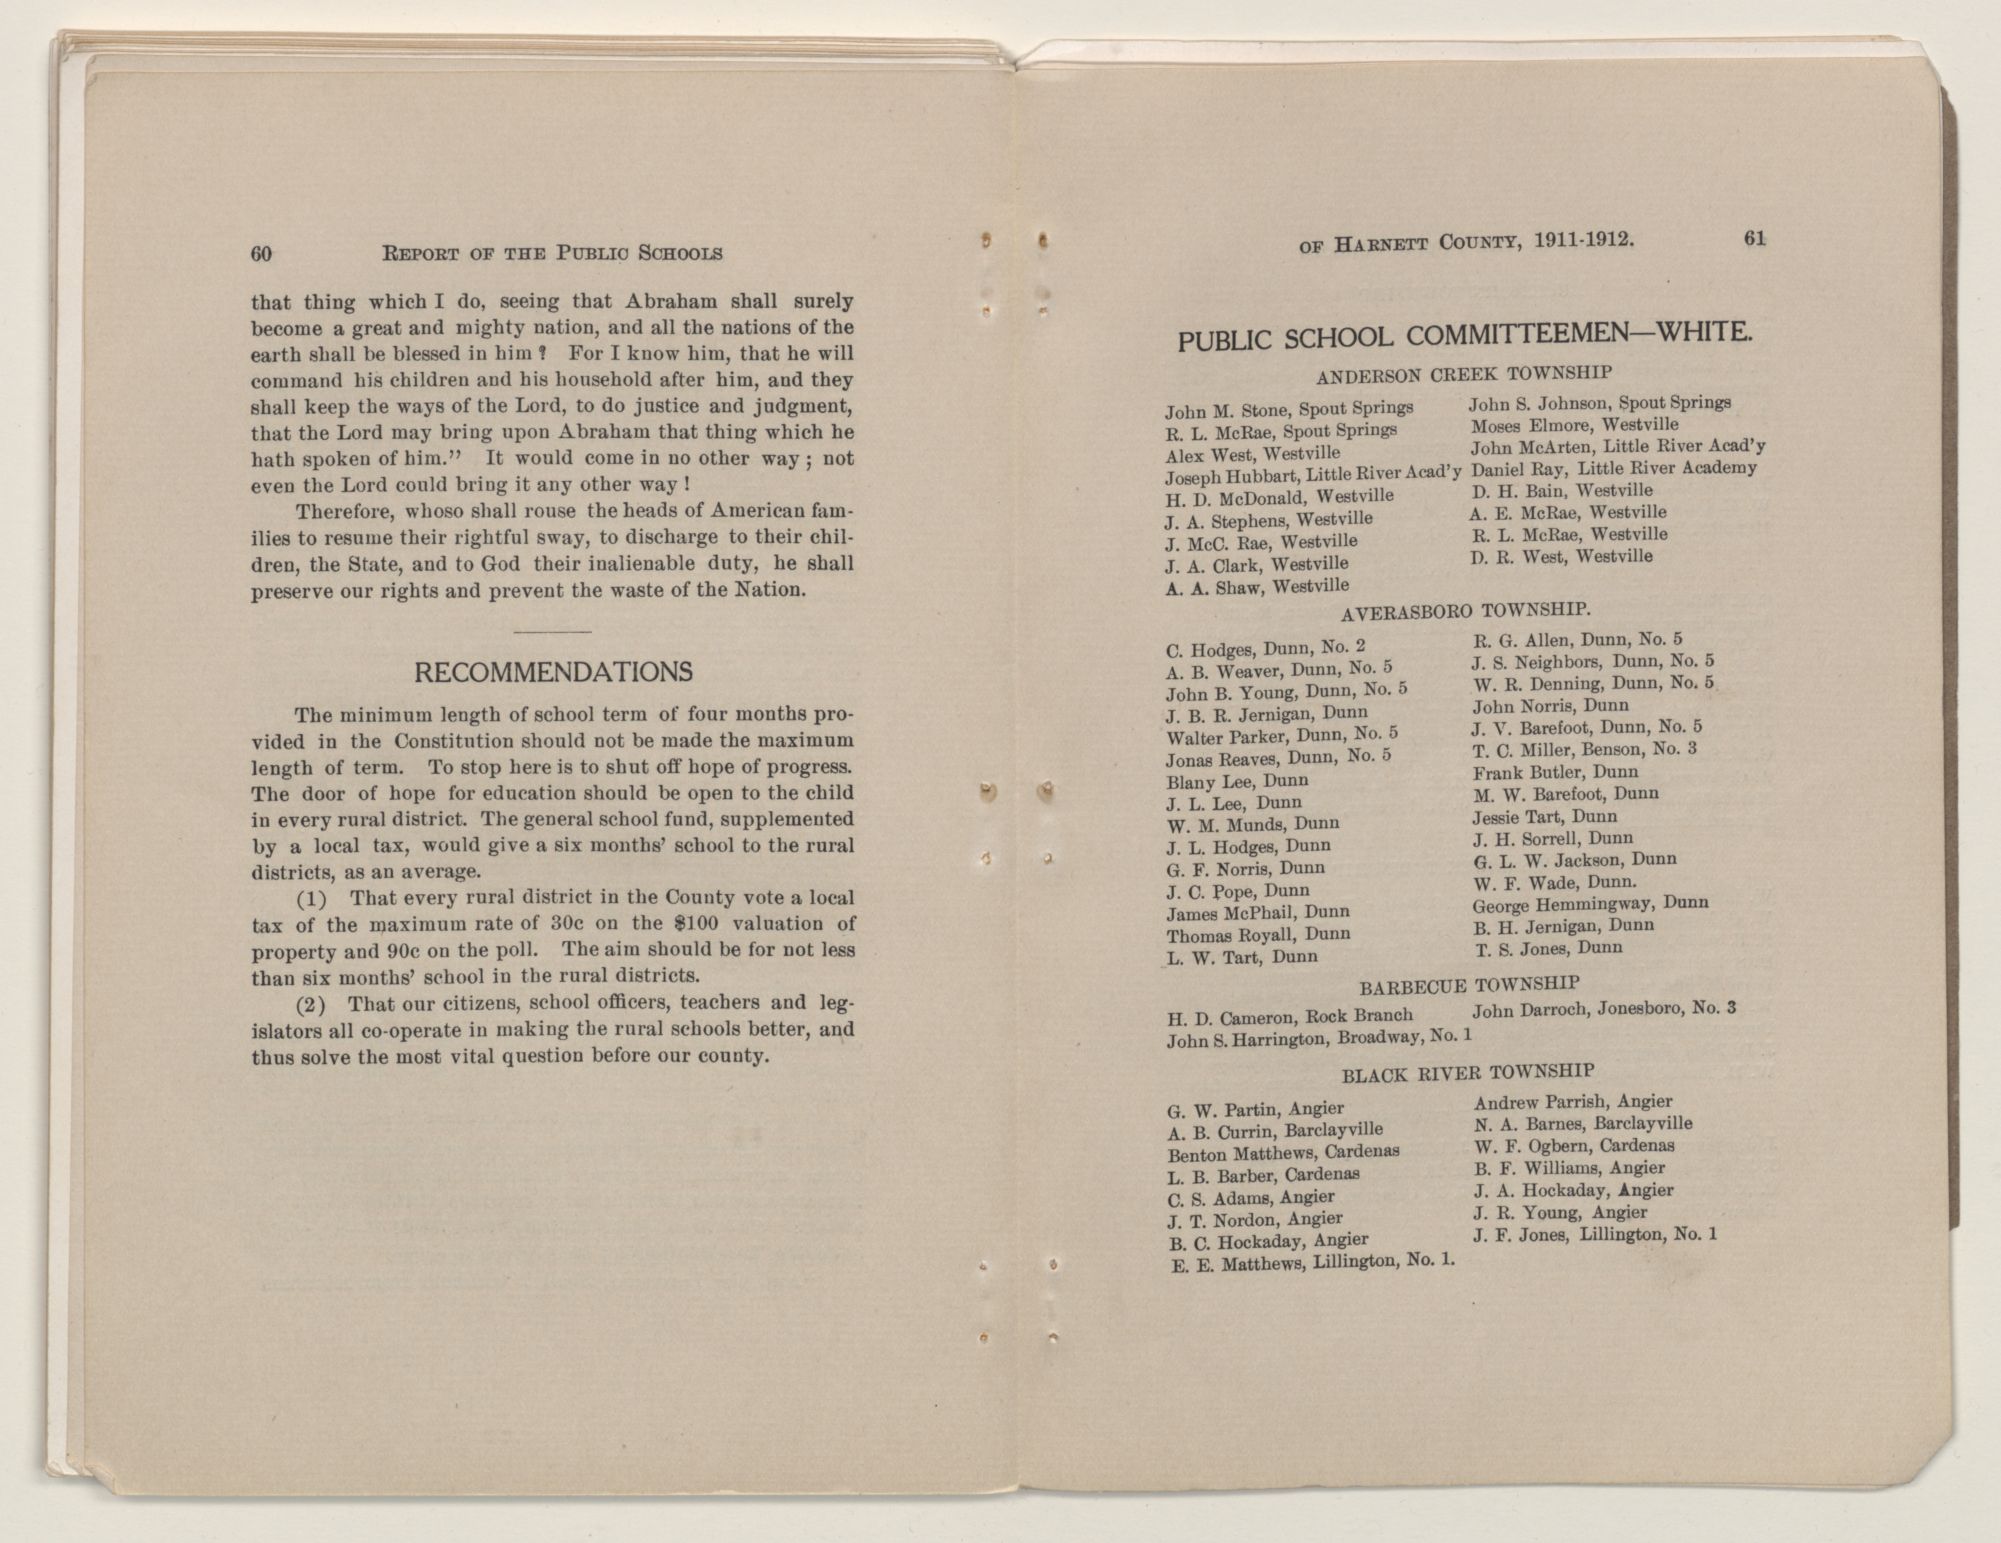 60 REPORT OF THE PUBLIC SCHOOLS
that thing which I do, seeing that Abraham shall surely
become a great and mighty nation, and all the nations of the
earth shall be blessed in him? For I know him, that he will
command his children and his household after him, and they
shall keep the ways of the Lord, to do justice and judgment,
that the Lord may bring upon Abraham that thing which he
hath spoken of him.” It would come in no other way; not
even the Lord could bring it any other way!
Therefore, whoso shall rouse the heads of American fam-
ilies to resume their rightful sway, to discharge to their chil-
dren, the State, and to God their inalienable duty, he shall
preserve our rights and prevent the waste of the Nation.
RECOMMENDATIONS
The minimum length of school term of four months pro-
vided in the Constitution should not be made the maximum
length of term. To stop here is to shut off hope of progress.
The door of hope for education should be open to the child
in every rural district. The general school fund, supplemented
by a local tax, would give a six months’ school to the rural
districts, as an average.
(1) That every rural district in the County vote a local
tax of the maximum rate of 30c on the $100 valuation of
property and 90c on the poll. The aim should be for not less
than six months’ school in the rural districts.
(2) That our citizens, school officers, teachers and leg-
islators all co-operate in making the rural schools better, and
thus solve the most vital question before our county.
OF HARNETT COUNTY, 1911-1912. 61
PUBLIC SCHOOL COMMITTEEMEN—WHITE.
ANDERSON CREEK TOWNSHIP
John M. Stone, Spout Springs
R. L. McRae, Spout Springs
Alex West, Westville
Joseph Hubbart, Little River Acad’y
H. D. McDonald, Westville
J. A. Stephens, Westville
J. McC. Rae, Westville
J. A. Clark, Westville
A. A. Shaw, Westville
John S. Johnson, Spout Springs
Moses Elmore, Westville
John McArten, Little River Acad’y
Daniel Ray, Little River Academy
D. H. Bain, Westville
A. E. McRae, Westville
R. L. McRae, Westville
D. R. West, Westville
AVERASBORO TOWNSHIP.
C. Hodges, Dunn, No. 2
A. B. Weaver, Dunn, No. 5
John B. Young, Dunn, No. 5
J. B. R. Jernigan, Dunn
Walter Parker, Dunn, No. 5
Jonas Reaves, Dunn, No. 5
Blany Lee, Dunn
J. L. Lee, Dunn
W. M. Munds, Dunn
J. L. Hodges, Dunn
G. F. Norris, Dunn
J. C. Pope, Dunn
James McPhail, Dunn
Thomas Royall, Dunn
L. W. Tart, Dunn
R. G. Allen, Dunn, No. 5
J. S. Neighbors, Dunn, No. 5
W. R. Denning, Dunn, No. 5
John Norris, Dunn
J. V. Barefoot, Dunn, No. 5
T. C. Miller, Benson, No. 3
Frank Butler, Dunn
M. W. Barefoot, Dunn
Jessie Tart, Dunn
J. H. Sorrell, Dunn
G. L. W. Jackson, Dunn
W. F. Wade, Dunn.
George Hemmingway, Dunn
B. H. Jernigan, Dunn
T. S. Jones, Dunn
BARBECUE TOWNSHIP
H. D. Cameron, Rock Branch
John S. Harrington, Broadway, No. 1
John Darroch, Jonesboro, No. 3
BLACK RIVER TOWNSHIP
G. W. Partin, Angier
A. B. Currin, Barclayville
Benton Matthews, Cardenas
L. B. Barber, Cardenas
C. S. Adams, Angier
J. T. Nordon, Angier
B. C. Hockaday, Angier
E. E. Matthews, Lillington, No. 1.
Andrew Parrish, Angier
N. A. Barnes, Barclayville
W. F. Ogbern, Cardenas
B. F. Williams, Angier
J. A. Hockaday, Angier
J. R. Young, Angier
J. F. Jones, Lillington, No. 1